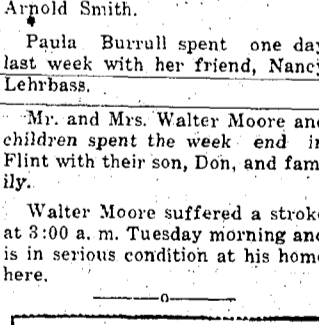 Arnold Smith.
Paula Burrull spent one day
last week with her friend, Nancy
Lehrbass.
Mr. and Mrs. Walter Moore and
children spent the week end in
Flint with their son, Don, and fam
ily.
Walter Moore suffered a stroke
at 3:00 a. m. Tuesday morning and
is in serious condition at his home
here.